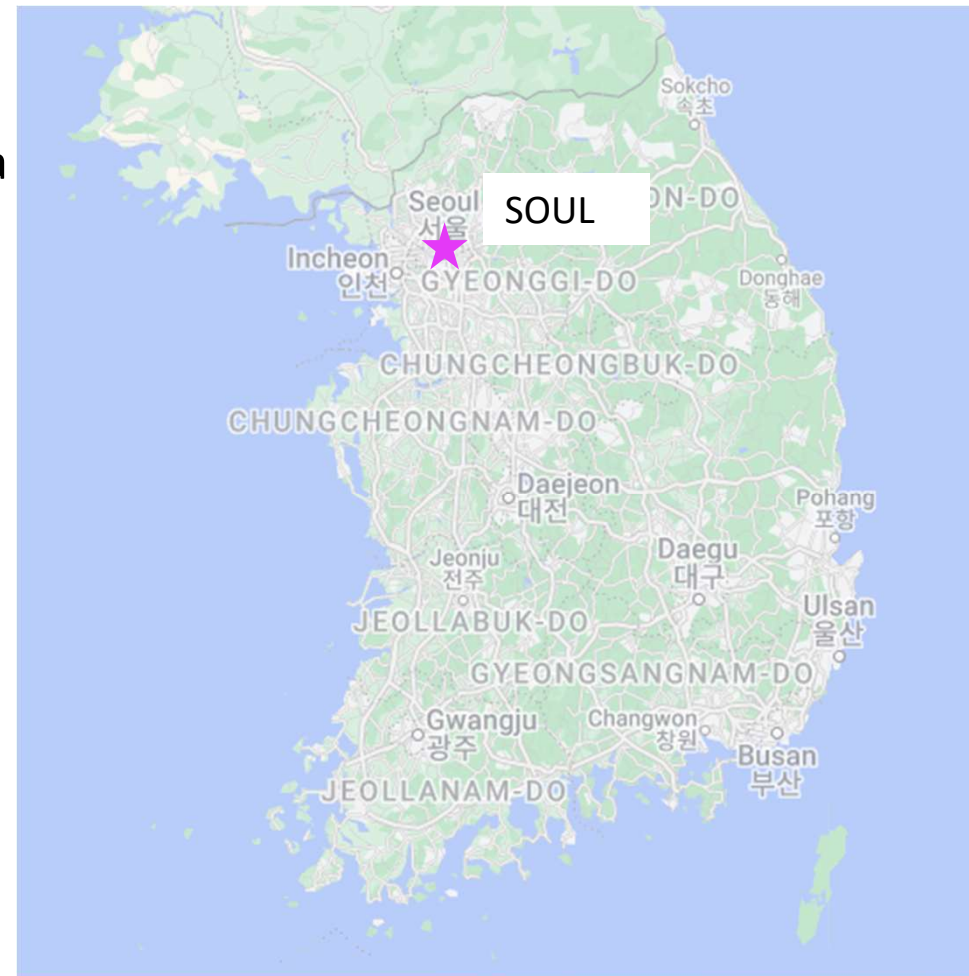 Sokcho
속초
a
Seoul
서울
SOUL
ON-DO
Incheon
인천
GYEONGGI-DO
Donghae
동해
CHUNGCHEONGBUK-DO
CHUNGCHEONGNAM-DO
Daejeon
대전
Pohang
포항
Jeonju
전주
Daegu
대구
JEOLLABUK-DO
Ulsan
울산
GYEONGSANGNAM-DO
Gwangju
광주
Changwon
창원
Busan
부산
JEOLLANAM-DO